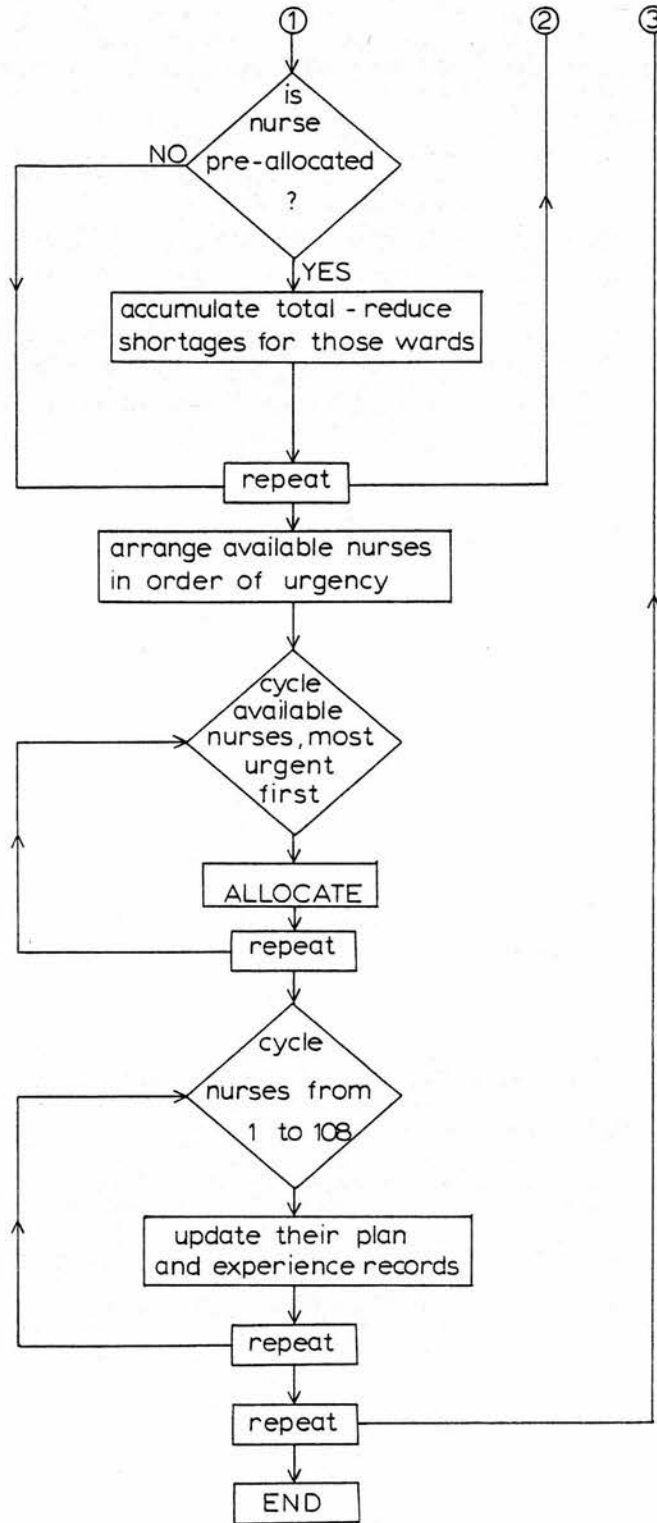 1
2
3
is
nurse
NO
pre-allocated
?
YES
accumulate total - reduce
shortages for those wards
repeat
arrange available nurses
in order of urgency
cycle
available
nurses, most
urgent
first
ALLOCATE
repeat
cycle
nurses from
1 to 108
update their plan
and experience records
repeat
repeat
END